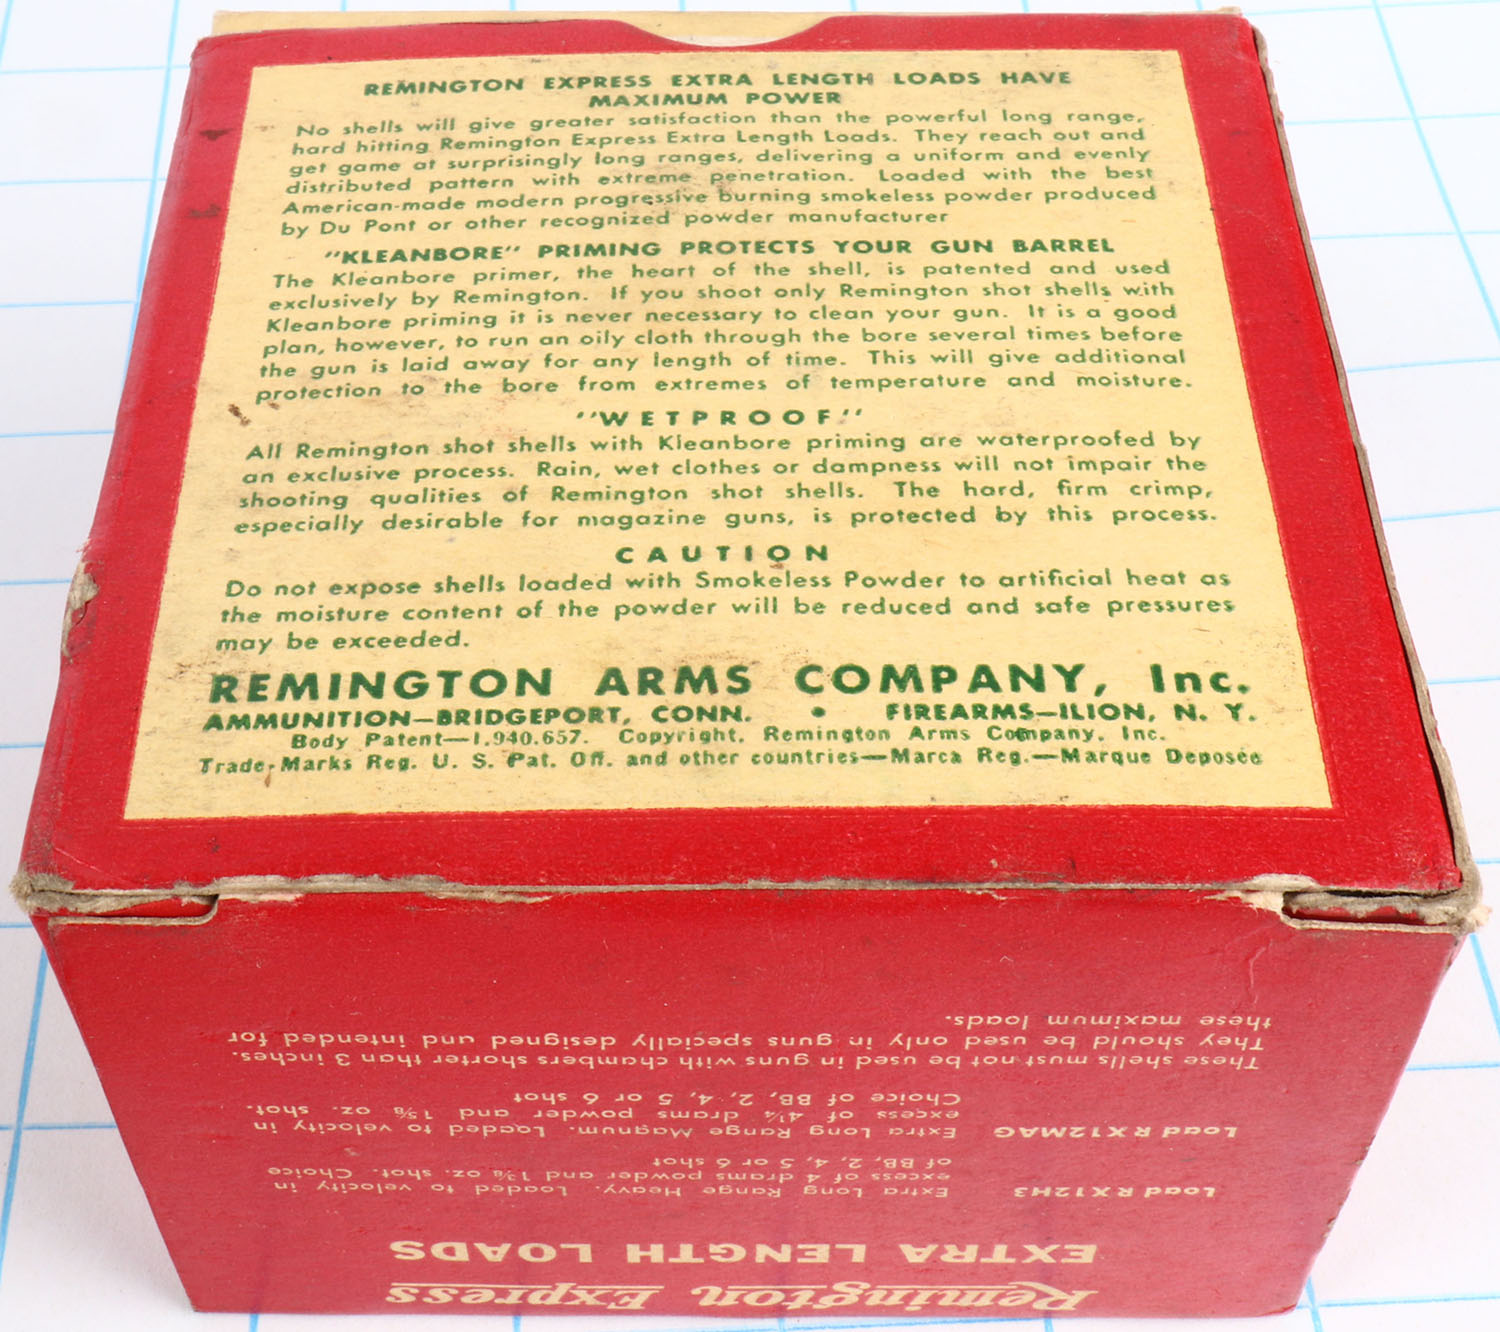 REMINGTON EXPRESS EXTRA LENGTH LOADS HAVE
MAXIMUM POWER
No shells will give greater satisfaction than the powerful long range,
hard hitting Remington Express Extra Length Loads. They reach out and
get game at surprisingly long ranges, delivering a uniform and evenly
distributed pattern with extreme penetration. Loaded with the best
American-made modern progressive burning smokeless powder produced
by Du Pont or other recognized powder manufacturer
"KLEANBORE" PRIMING PROTECTS YOUR GUN BARREL
The Kleanbore primer, the heart of the shell, is patented and used
exclusively by Remington. If you shoot only Remington shot shells with
Kleanbore priming it is never necessary to clean your gun. It is a good
plan, however, to run an oily cloth through the bore several times before
the gun is laid away for any length of time. This will give additional
protection to the bore from extremes of temperature and moisture.
"WETPROOF"
All Remington shot shells with Kleanbore priming are waterproofed by
an exclusive process. Rain, wet clothes or dampness will not impair the
shooting qualities of Remington shot shells. The hard, firm crimp,
especially desirable for magazine guns, is protected by this process.
CAUTION
Do not expose shells loaded with Smokeless Powder to artificial heat as
the moisture content of the powder will be reduced and safe pressures
may be exceeded.
REMINGTON ARMS COMPANY, Inc.
AMMUNITION—BRIDGEPORT, CONN. • FIREARMS—ILION, N. Y.
Body Patent—1,940,657. Copyright, Remington Arms Company, Inc.
Trade-Marks Reg. U. S. Pat. Off. and other countries—Marca Reg.—Marque Deposée
Remington Express
EXTRA LENGTH LOADS
Load RX12H3 Extra Long Range Heavy. Loaded to velocity in
excess of 4 drams powder and 1⅜ oz. shot. Choice
of BB, 2, 4, 5 or 6 shot
Load RX12MAG Extra Long Range Magnum. Loaded to velocity in
excess of 4¼ drams powder and 1⅝ oz. shot.
Choice of BB, 2, 4, 5 or 6 shot
These shells must not be used in guns with chambers shorter than 3 inches.
They should be used only in guns specially designed and intended for
these maximum loads.